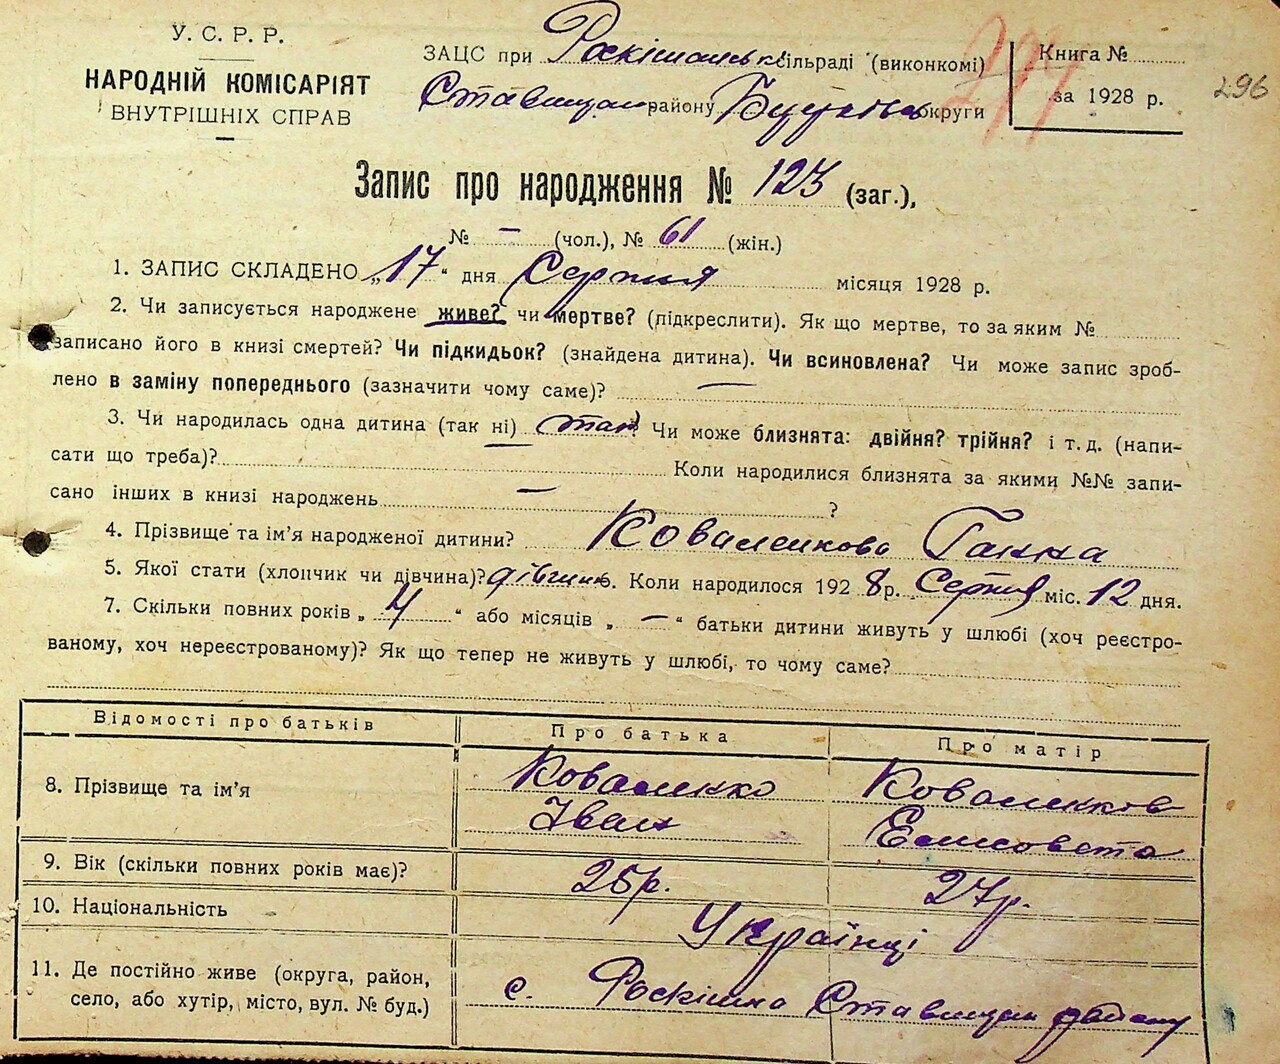 У. С. Р. Р.
НАРОДНІЙ КОМІСАРІЯТ
ВНУТРІШНІХ СПРАВ
ЗАЦС при Роскішанській сільраді (виконкомі)
Ставищан району Білоцерків округи
Книга №
за 1928 р.
297
296
Запис про народження № 123 (заг.),
№ – (чол.), № 61 (жін.)
1. ЗАПИС СКЛАДЕНО „17“ дня Серпня місяця 1928 р.
2. Чи записується народжене живе? чи мертве? (підкреслити). Як що мертве, то за яким №
записано його в книзі смертей? Чи підкидьок? (знайдена дитина). Чи всиновлена? Чи може запис зроб-
лено в заміну попереднього (зазначити чому саме)? —
3. Чи народилась одна дитина (так ні) так? Чи може близнята: двійня? трійня? і т. д. (напи-
сати що треба)? Коли народилися близнята за якими №№ запи-
сано інших в книзі народжень — ?
4. Прізвище та ім'я народженої дитини? Коваленкова Ганна
5. Якої стати (хлопчик чи дівчина)? дівчина 6. Коли народилося 1928 р. Серпня міс. 12 дня.
7. Скільки повних років „ 4 “ або місяців „ — “ батьки дитини живуть у шлюбі (хоч реєстро-
ваному, хоч нереєстрованому)? Як що тепер не живуть у шлюбі, то чому саме?
Відомості про батьків Про батька Про матір
8. Прізвище та ім'я Коваленко Іван Коваленков Елисовета
9. Вік (скільки повних років має)? 25р. 27р.
10. Національність Українці
11. Де постійно живе (округа, район,
село, або хутір, місто, вул. № буд.) с. Роскішна Ставищан району